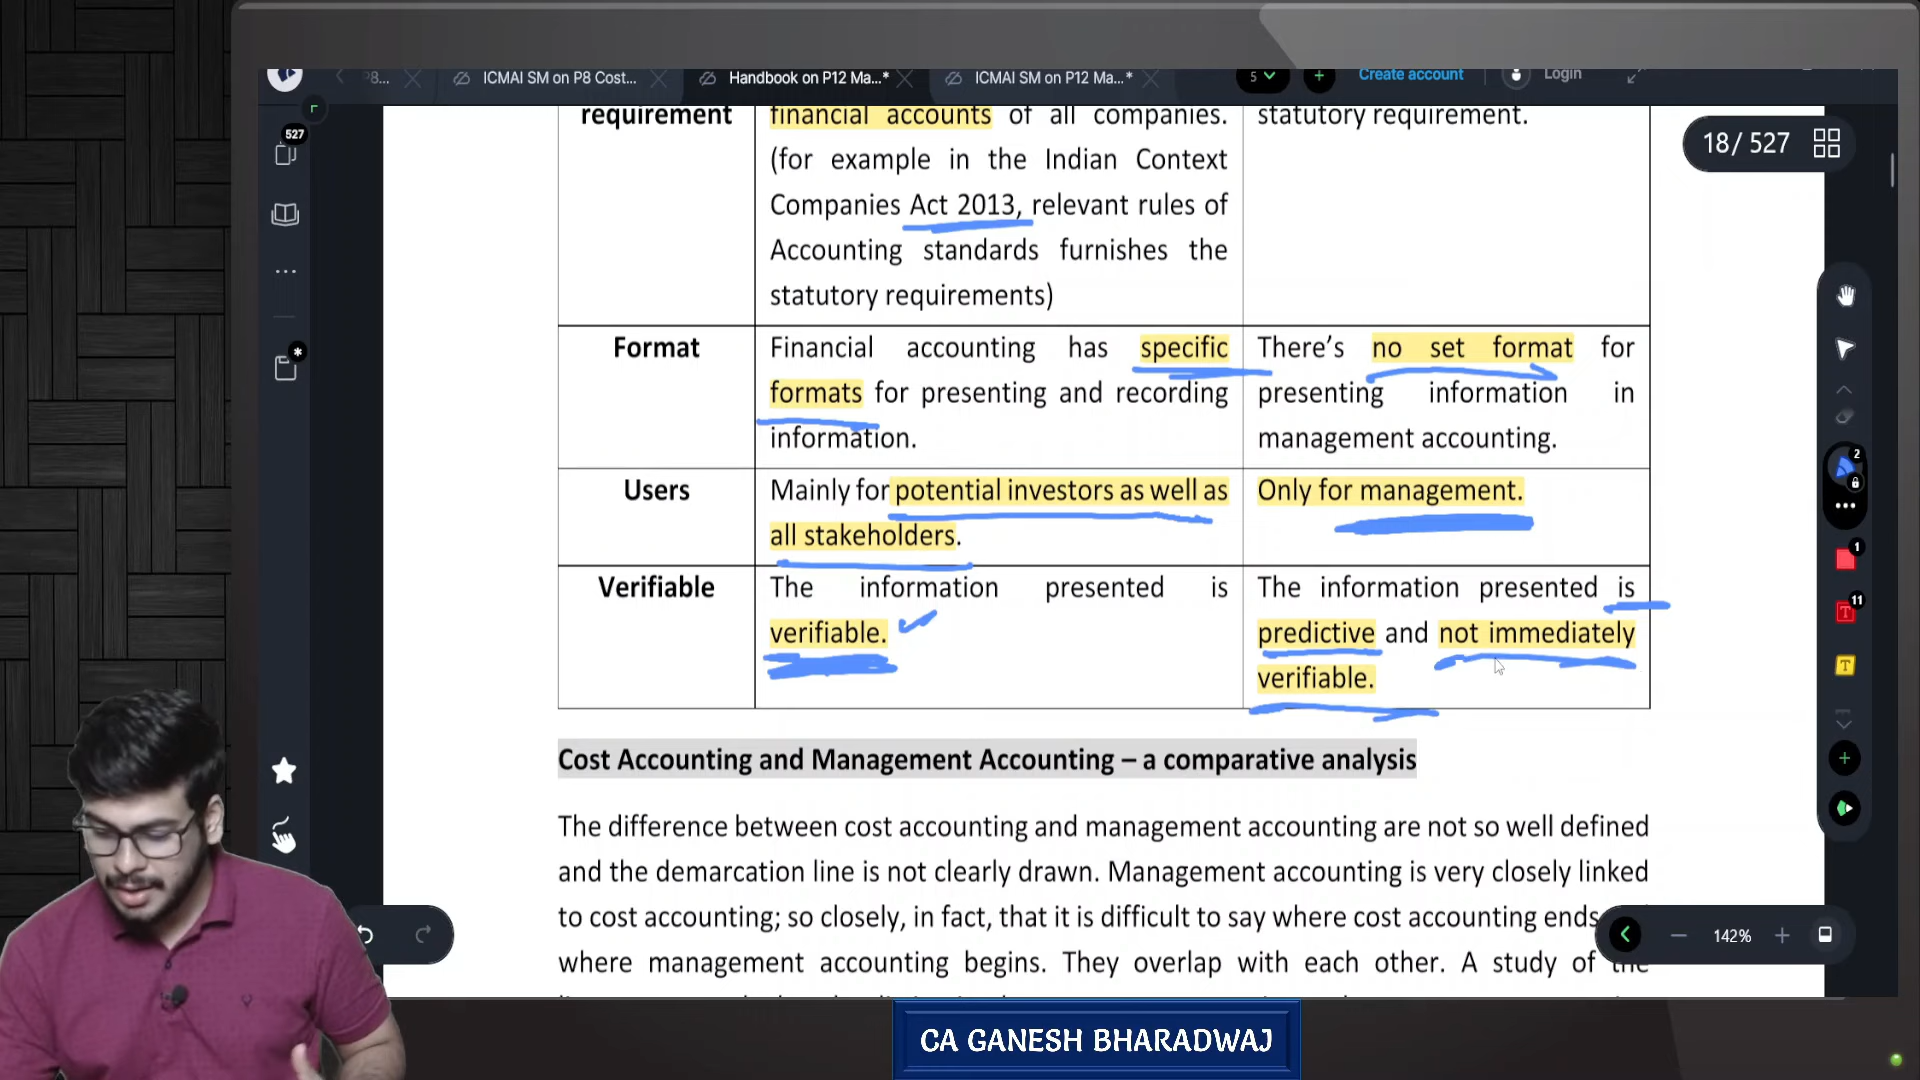 P8...
ICMAI SM on P8 Cost...
Handbook on P12 Ma...*
ICMAI SM on P12 Ma...*
5
Create account
Login
527
18/ 527
requirement
financial accounts of all companies.
(for example in the Indian Context
Companies Act 2013, relevant rules of
Accounting standards furnishes the
statutory requirements)
statutory requirement.
Format
Financial accounting has specific
formats for presenting and recording
information.
There's no set format for
presenting information in
management accounting.
Users
Mainly for potential investors as well as
all stakeholders.
Only for management.
Verifiable
The information presented is
verifiable.
The information presented is
predictive and not immediately
verifiable.
Cost Accounting and Management Accounting – a comparative analysis
The difference between cost accounting and management accounting are not so well defined
and the demarcation line is not clearly drawn. Management accounting is very closely linked
to cost accounting; so closely, in fact, that it is difficult to say where cost accounting ends
where management accounting begins. They overlap with each other. A study of the
2
1
T
11
T
142%
CA GANESH BHARADWAJ